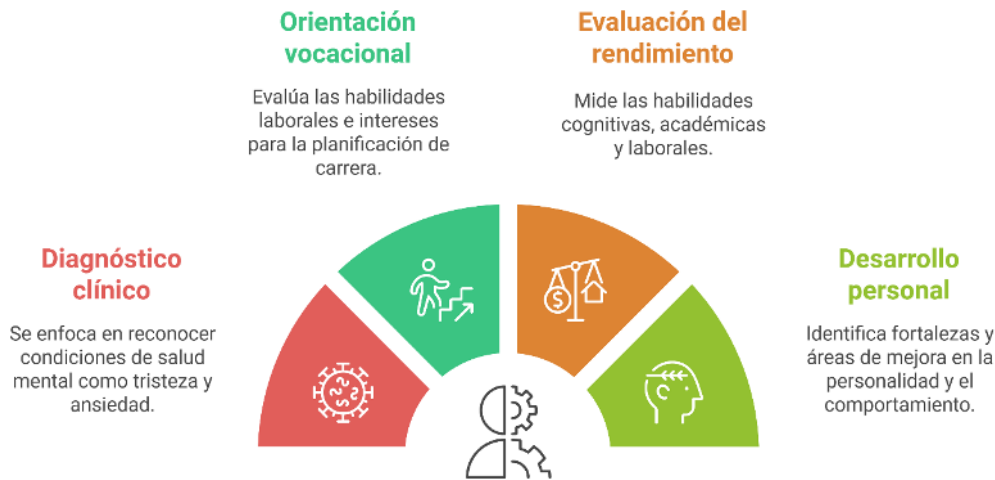 Orientación
vocacional
Evalúa las habilidades
laborales e intereses
para la planificación de
carrera.
Evaluación del
rendimiento
Mide las habilidades
cognitivas, académicas
y laborales.
Diagnóstico
clínico
Se enfoca en reconocer
condiciones de salud
mental como tristeza y
ansiedad.
Desarrollo
personal
Identifica fortalezas y
áreas de mejora en la
personalidad y el
comportamiento.
$